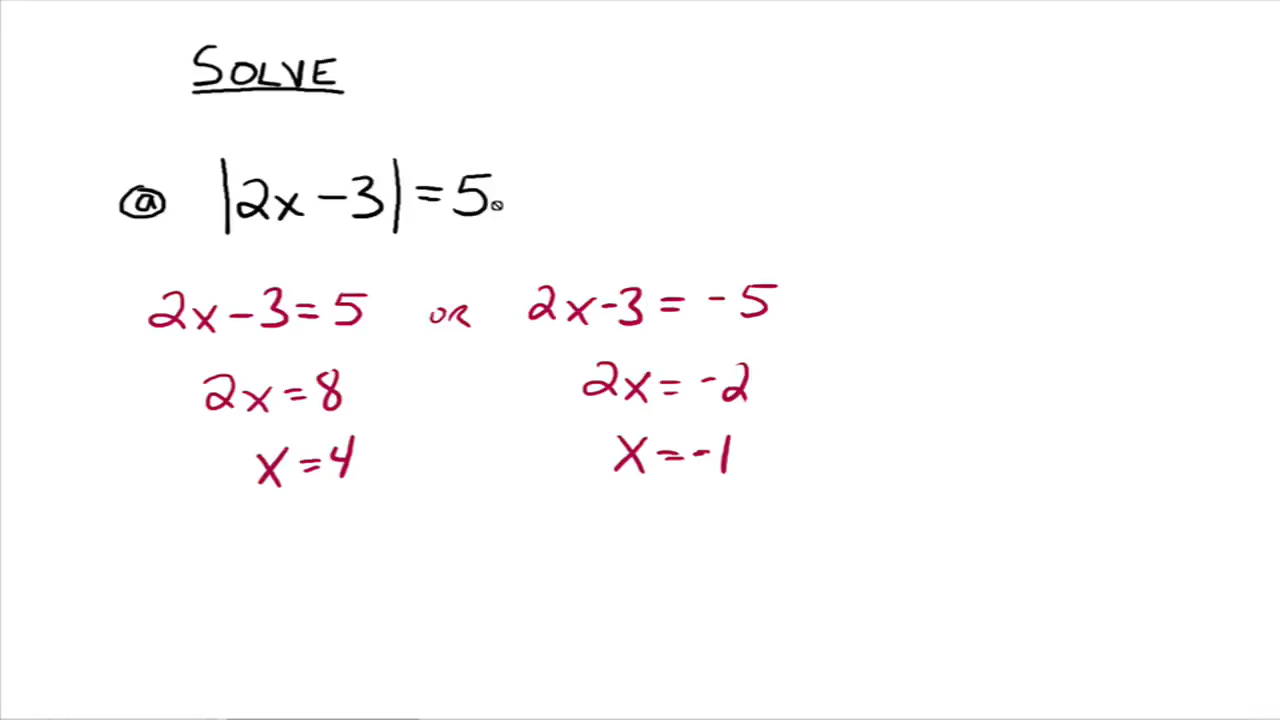 SOLVE
ⓐ |2x-3|=5
2x-3=5 OR 2x-3=-5
2x=8 2x=-2
x=4 x=-1